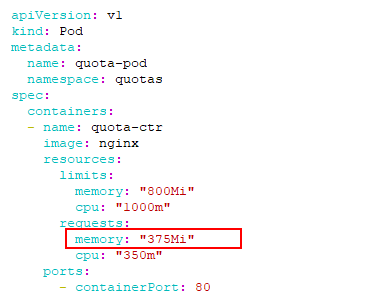 apiVersion: v1
kind: Pod
metadata:
  name: quota-pod
  namespace: quotas
spec:
  containers:
  - name: quota-ctr
    image: nginx
    resources:
      limits:
        memory: "800Mi"
        cpu: "1000m"
      requests:
        memory: "375Mi"
        cpu: "350m"
    ports:
      - containerPort: 80